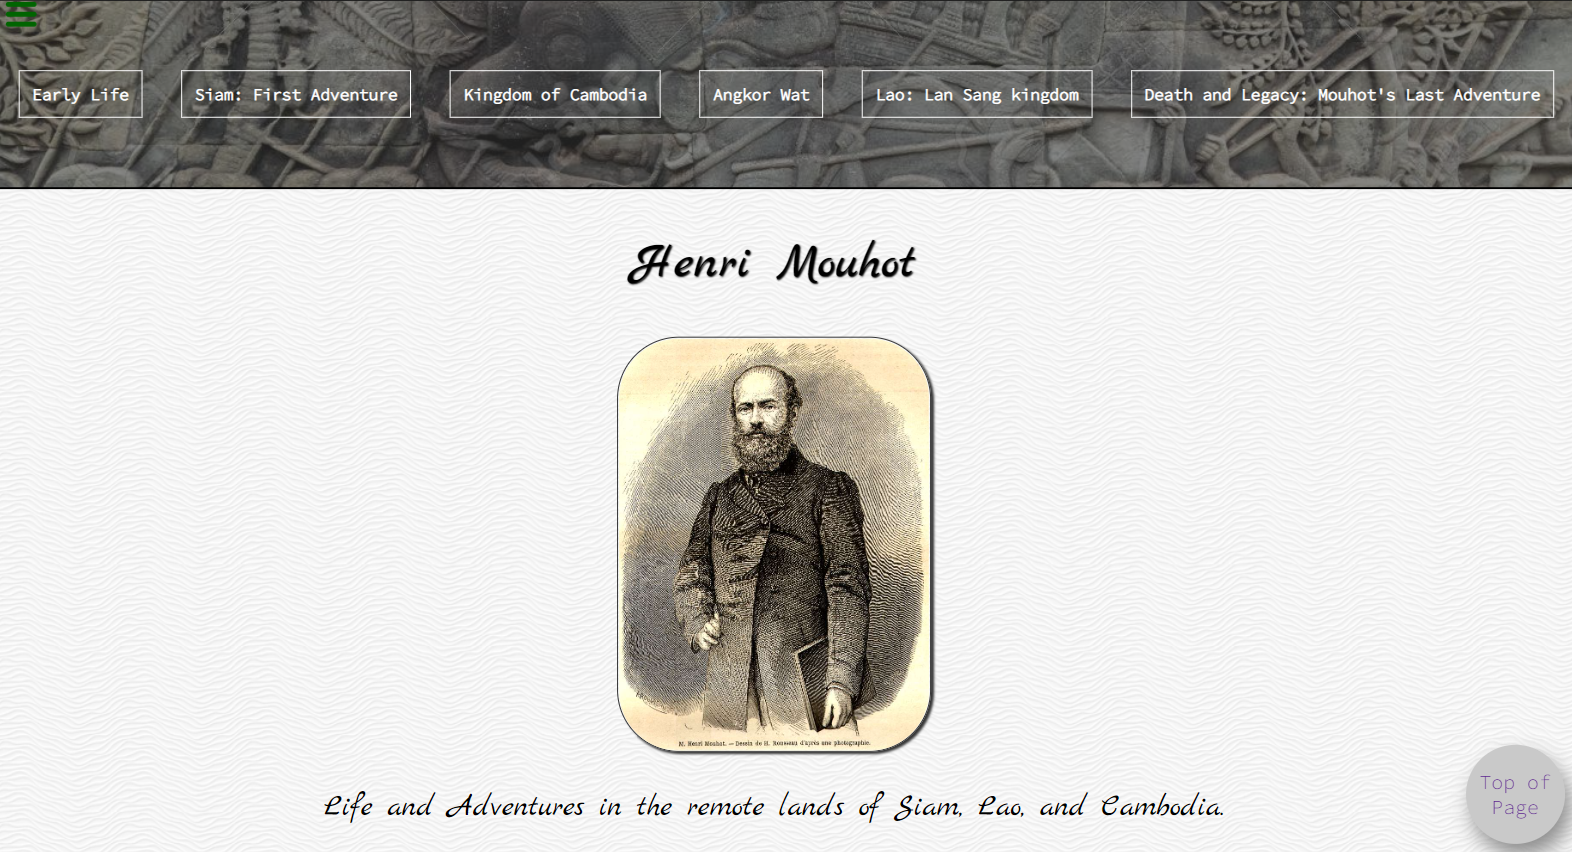 Early Life
Siam: First Adventure
Kingdom of Cambodia
Angkor Wat
Lao: Lan Sang kingdom
Death and Legacy: Mouhot's Last Adventure
Henri Mouhot
M. Henri Mouhot. — Dessin de H. Rousseau d'après une photographie.
Life and Adventures in the remote lands of Siam, Lao, and Cambodia.
Top of
Page